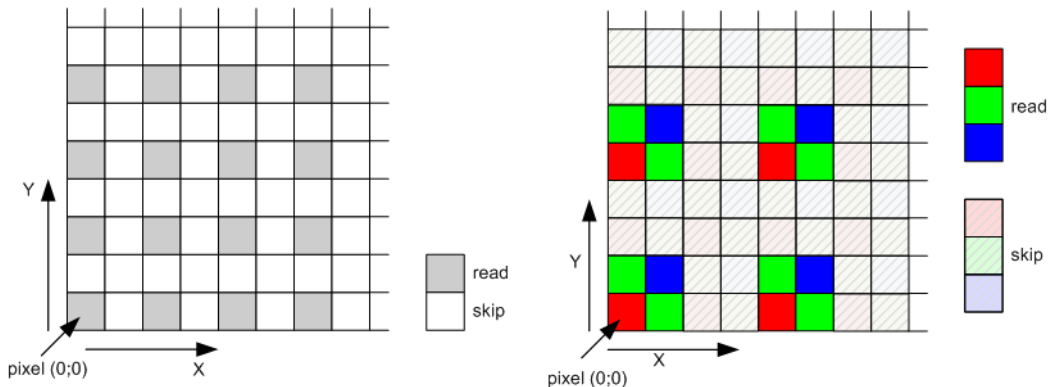 Y
read
skip
X
pixel (0;0)
read
skip
Y
X
pixel (0;0)